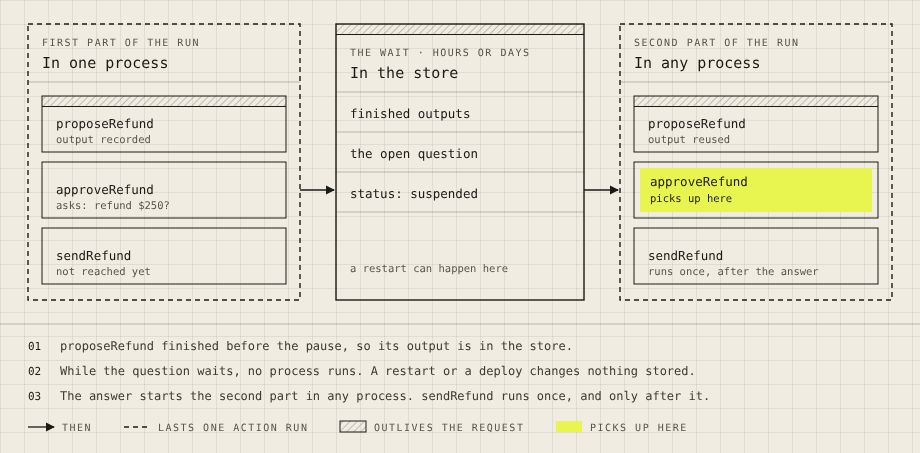 FIRST PART OF THE RUN
In one process
proposeRefund
output recorded
approveRefund
asks: refund $250?
sendRefund
not reached yet
THE WAIT · HOURS OR DAYS
In the store
finished outputs
the open question
status: suspended
a restart can happen here
SECOND PART OF THE RUN
In any process
proposeRefund
output reused
approveRefund
picks up here
sendRefund
runs once, after the answer
01 proposeRefund finished before the pause, so its output is in the store.
02 While the question waits, no process runs. A restart or a deploy changes nothing stored.
03 The answer starts the second part in any process. sendRefund runs once, and only after it.
THEN LASTS ONE ACTION RUN OUTLIVES THE REQUEST PICKS UP HERE